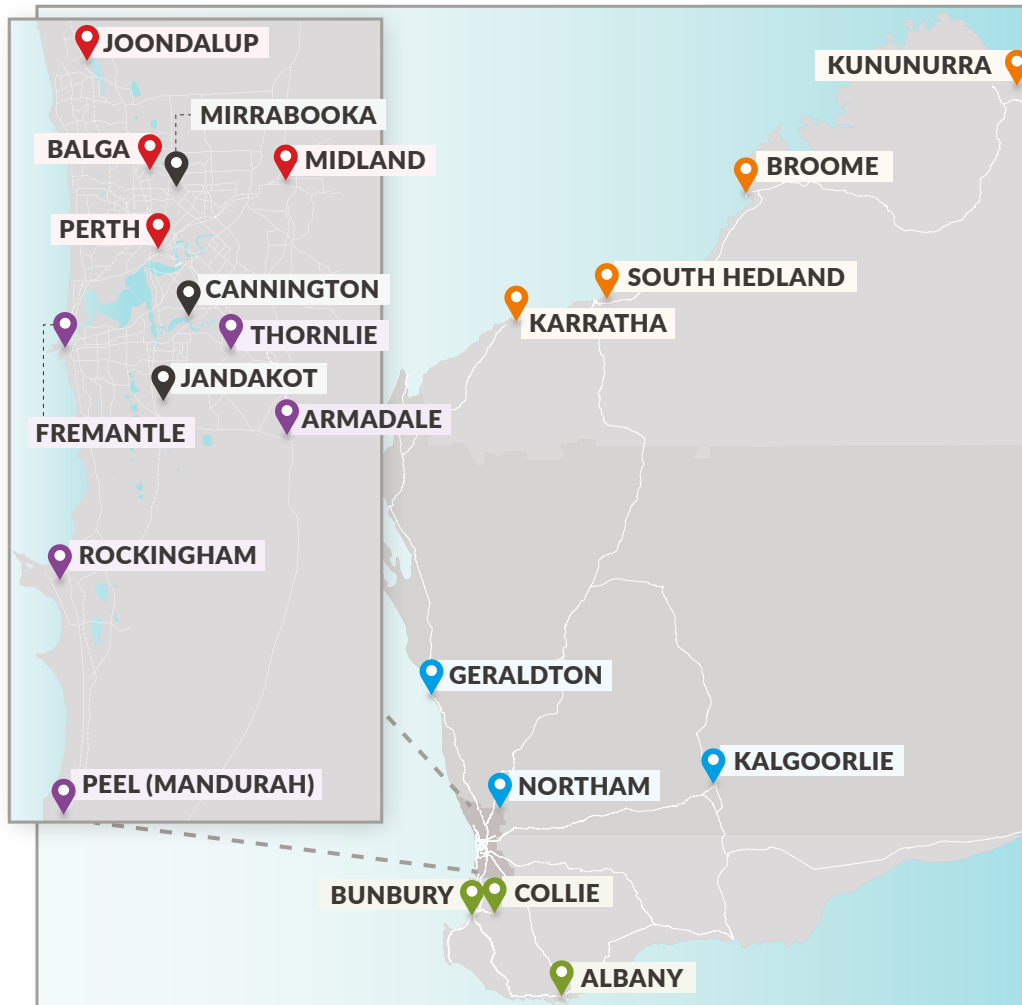 JOONDALUP
MIRRABOOKA
BALGA
MIDLAND
PERTH
CANNINGTON
THORNLIE
JANDAKOT
ARMADALE
FREMANTLE
ROCKINGHAM
PEEL (MANDURAH)
KUNUNURRA
BROOME
SOUTH HEDLAND
KARRATHA
GERALDTON
KALGOORLIE
NORTHAM
BUNBURY
COLLIE
ALBANY